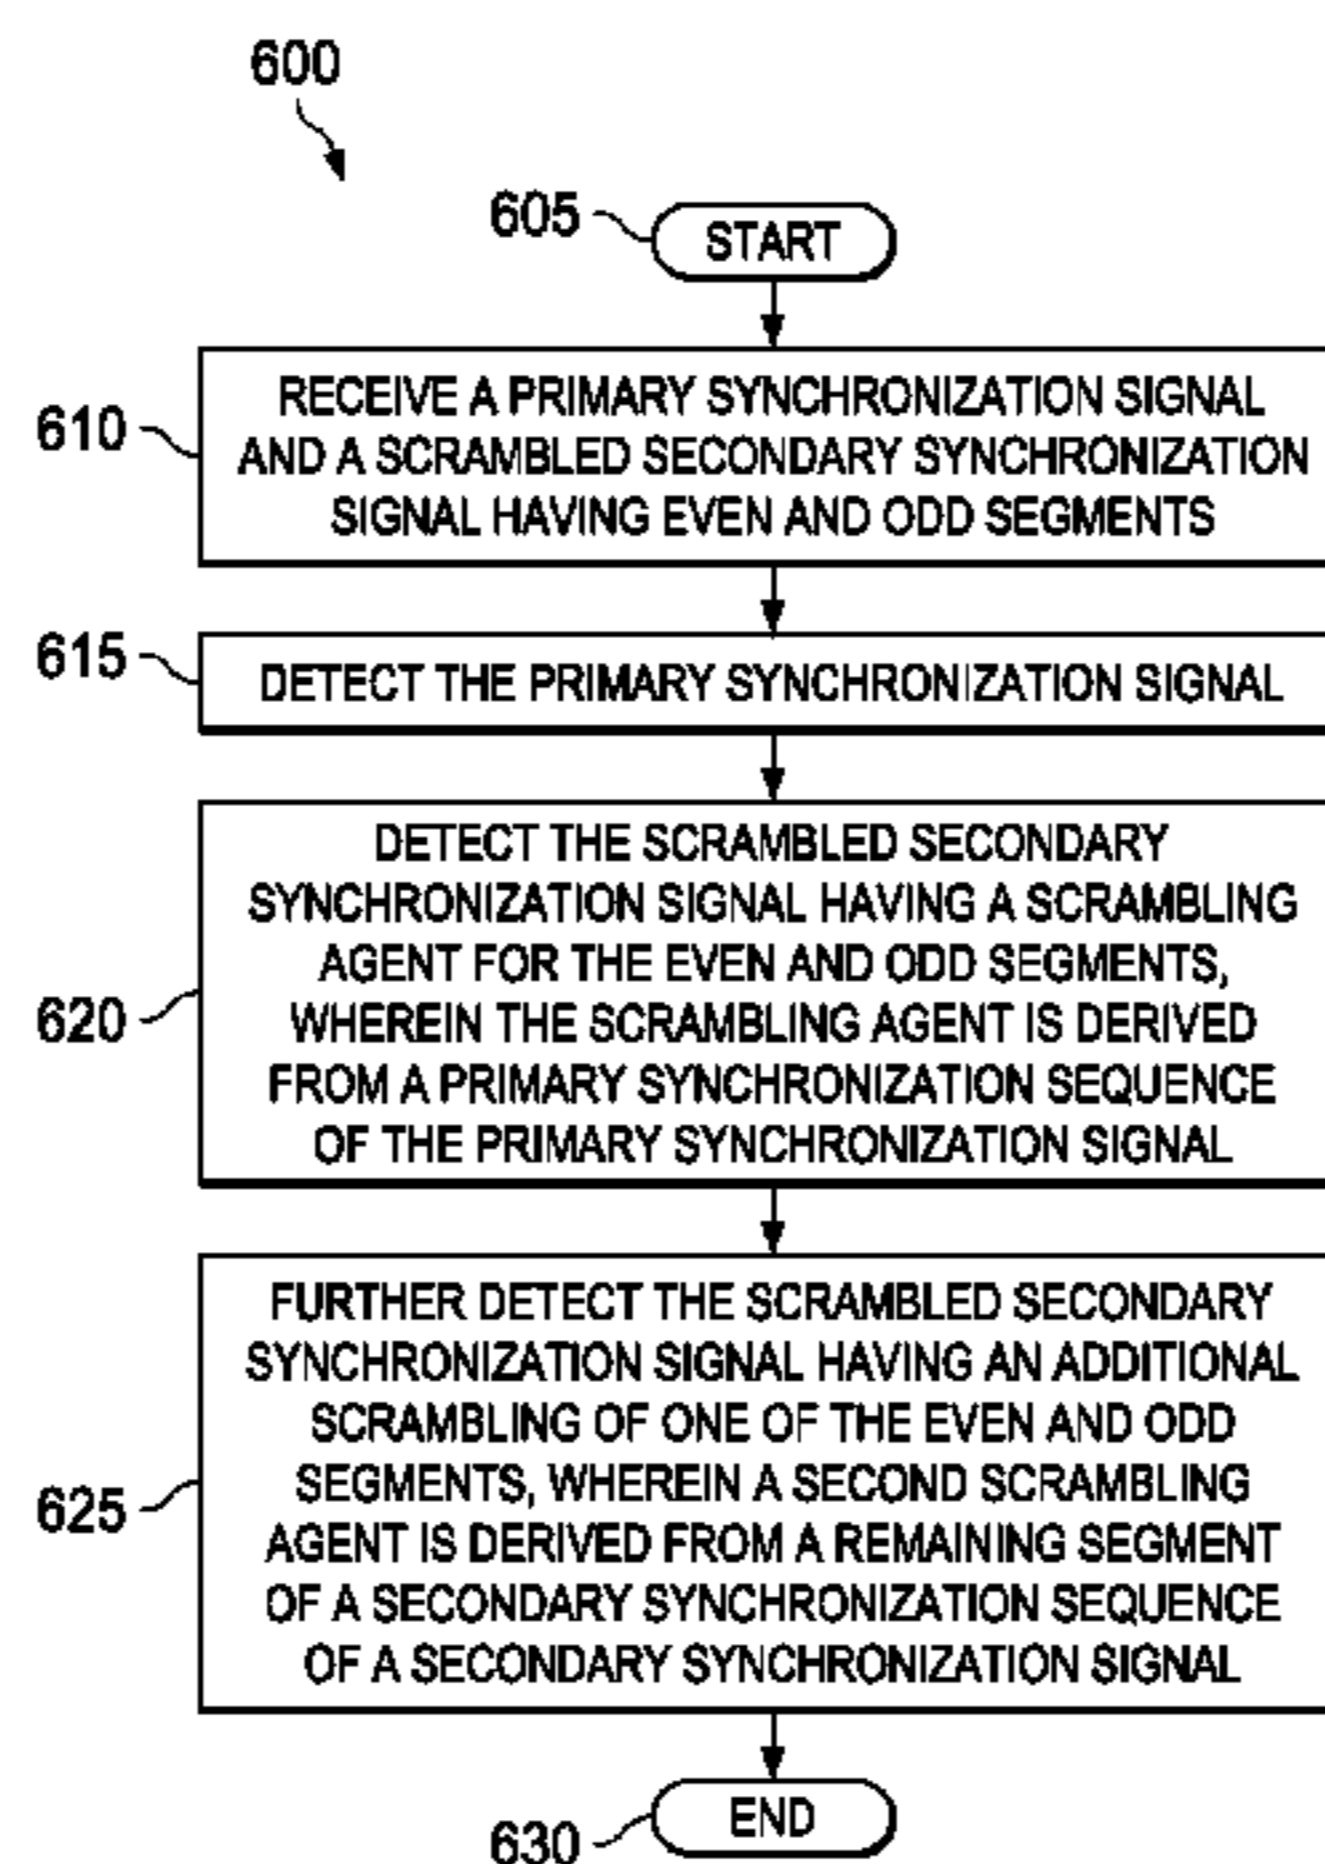 600
605
START
610
RECEIVE A PRIMARY SYNCHRONIZATION SIGNAL
AND A SCRAMBLED SECONDARY SYNCHRONIZATION
SIGNAL HAVING EVEN AND ODD SEGMENTS
615
DETECT THE PRIMARY SYNCHRONIZATION SIGNAL
620
DETECT THE SCRAMBLED SECONDARY
SYNCHRONIZATION SIGNAL HAVING A SCRAMBLING
AGENT FOR THE EVEN AND ODD SEGMENTS,
WHEREIN THE SCRAMBLING AGENT IS DERIVED
FROM A PRIMARY SYNCHRONIZATION SEQUENCE
OF THE PRIMARY SYNCHRONIZATION SIGNAL
625
FURTHER DETECT THE SCRAMBLED SECONDARY
SYNCHRONIZATION SIGNAL HAVING AN ADDITIONAL
SCRAMBLING OF ONE OF THE EVEN AND ODD
SEGMENTS, WHEREIN A SECOND SCRAMBLING
AGENT IS DERIVED FROM A REMAINING SEGMENT
OF A SECONDARY SYNCHRONIZATION SEQUENCE
OF A SECONDARY SYNCHRONIZATION SIGNAL
630
END